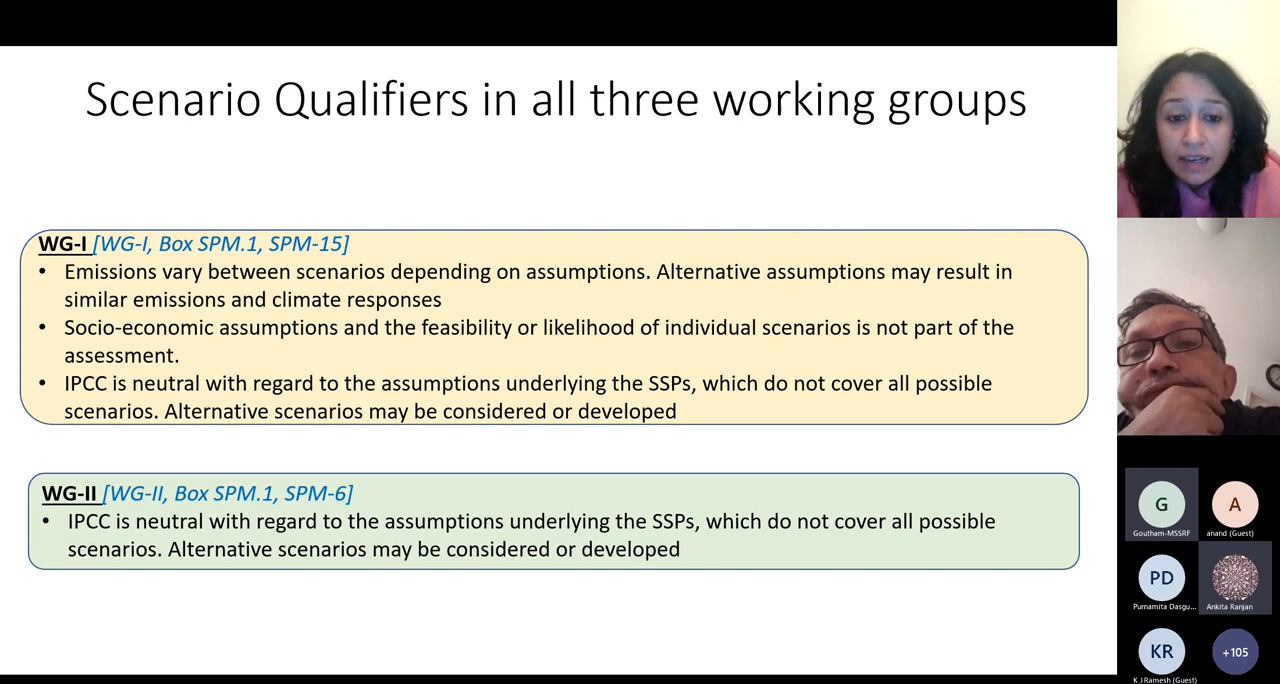 Scenario Qualifiers in all three working groups
WG-I [WG-I, Box SPM.1, SPM-15]
• Emissions vary between scenarios depending on assumptions. Alternative assumptions may result in
similar emissions and climate responses
• Socio-economic assumptions and the feasibility or likelihood of individual scenarios is not part of the
assessment.
• IPCC is neutral with regard to the assumptions underlying the SSPs, which do not cover all possible
scenarios. Alternative scenarios may be considered or developed
WG-II [WG-II, Box SPM.1, SPM-6]
• IPCC is neutral with regard to the assumptions underlying the SSPs, which do not cover all possible
scenarios. Alternative scenarios may be considered or developed
G
Goutham-MSSRF
A
anand (Guest)
PD
Purnamita Dasgu...
Ankita Ranjan
KR
K J Ramesh (Guest)
+105